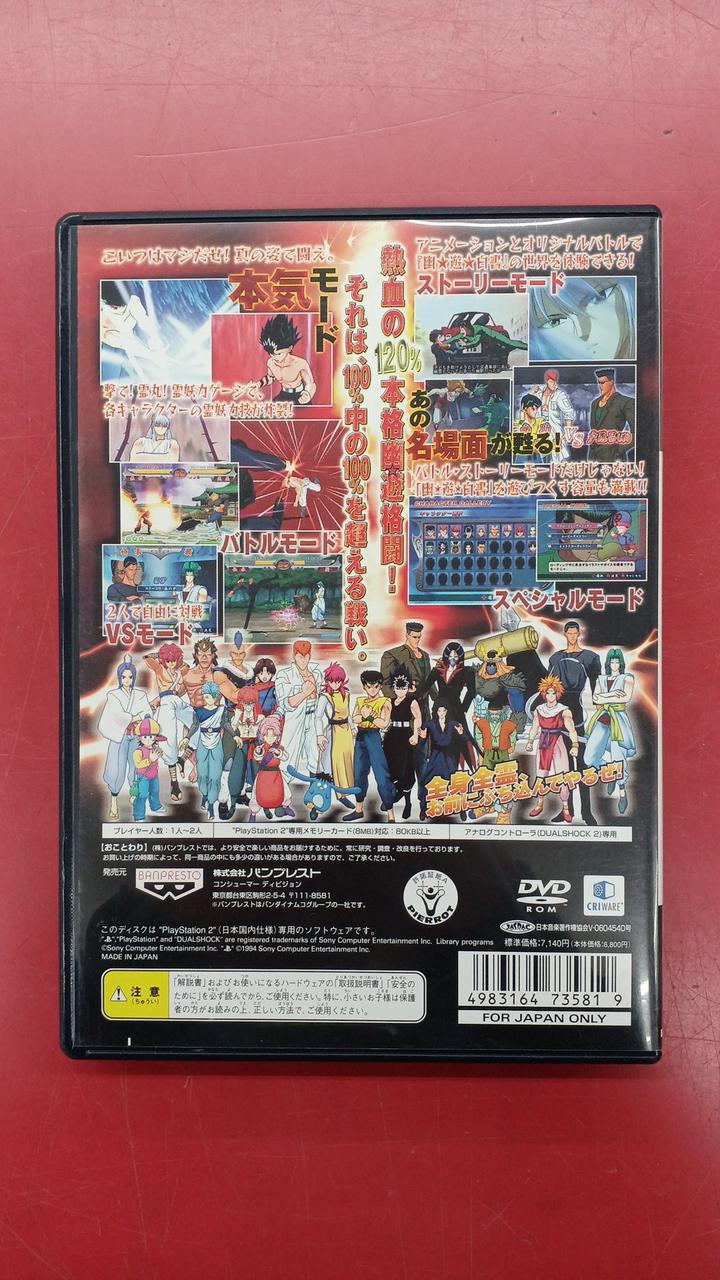 こいつはマジだぜ！真の姿で闘え。
本気モード
撃て！霊丸！霊妖力ゲージで、
各キャラクターの霊妖力技が炸裂！！
バトルモード
2人で自由に対戦
VSモード
熱血の120%本格幽遊格闘！
それは、100%中の100%を超える戦い。
アニメーションとオリジナルバトルで
『幽★遊★白書』の世界を体験できる！
ストーリーモード
あの
名場面が甦る！
VS
バトル・ストーリーモードだけじゃない！
『幽★遊★白書』を遊びつくす容量も満載！！
CHARACTER GALLERY
スペシャルモード
全身全霊、
お前にぶち込んでやるぜ！
プレイヤー人数：1人〜2人
"PlayStation 2"専用メモリーカード(8MB)対応：80KB以上
アナログコントローラ(DUALSHOCK 2)専用
【おことわり】(株)バンプレストでは、より安全で楽しい商品をお届けするために、常に研究・調査・改良を行っております。
お買い上げの時期によって、同一商品の中にも多少の違いがある場合がありますので、ご了承ください。
発売元
BANPRESTO
株式会社 バンプレスト
コンシューマー ディビジョン
東京都台東区駒形2-5-4 〒111-8581
※バンプレストはバンダイナムコグループの一社です。
許諾証紙A
PIERROT
DVD
ROM
CRIWARE
このディスクは "PlayStation 2" (日本国内仕様) 専用のソフトウェアです。
JASRAC 日本音楽著作権協会V-0604540号
","PlayStation" and "DUALSHOCK" are registered trademarks of Sony Computer Entertainment Inc. Library programs
©Sony Computer Entertainment Inc. " " ©1994 Sony Computer Entertainment Inc.
標準価格：7,140円(本体価格：6,800円)
MADE IN JAPAN
注意
(ちゅうい)
「解説書」およびお使いになるハードウェアの「取扱説明書」「安全の
ために」を必ず読んでから、ご使用ください。特に、小さいお子様は保護
者の方がお読みの上、正しい方法で、ご使用ください。
4983164 73581 9
FOR JAPAN ONLY